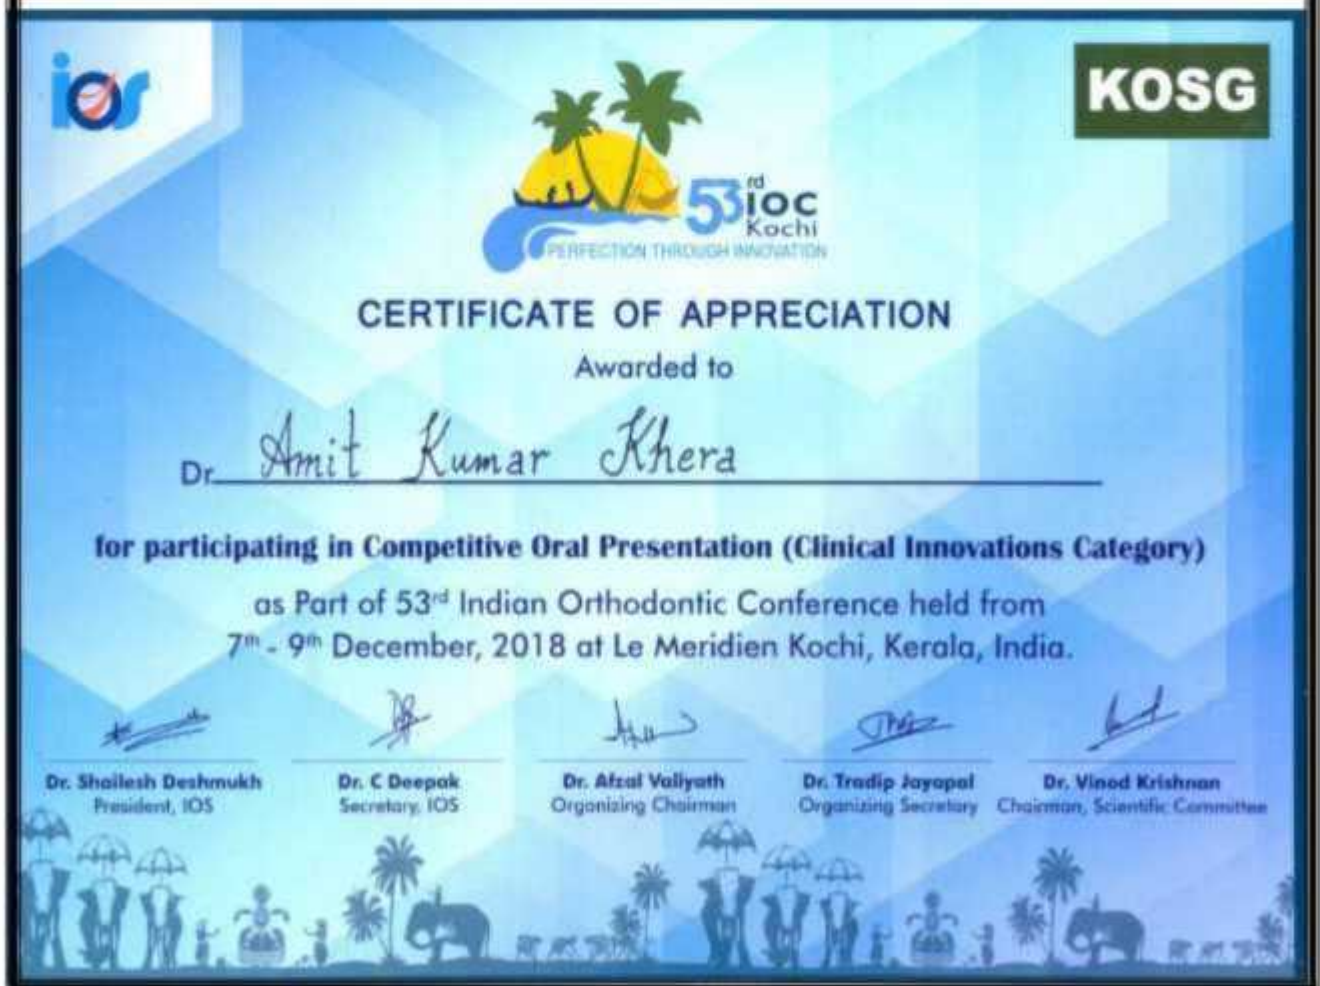 ios
KOSG
53rd ioc
Kochi
PERFECTION THROUGH INNOVATION
CERTIFICATE OF APPRECIATION
Awarded to
Dr. Amit Kumar Khera
for participating in Competitive Oral Presentation (Clinical Innovations Category)
as Part of 53rd Indian Orthodontic Conference held from
7th - 9th December, 2018 at Le Meridien Kochi, Kerala, India.
Dr. Shailesh Deshmukh
President, IOS
Dr. C Deepak
Secretary, IOS
Dr. Afzal Valiyath
Organizing Chairman
Dr. Tradip Jayapal
Organizing Secretary
Dr. Vinod Krishnan
Chairman, Scientific Committee